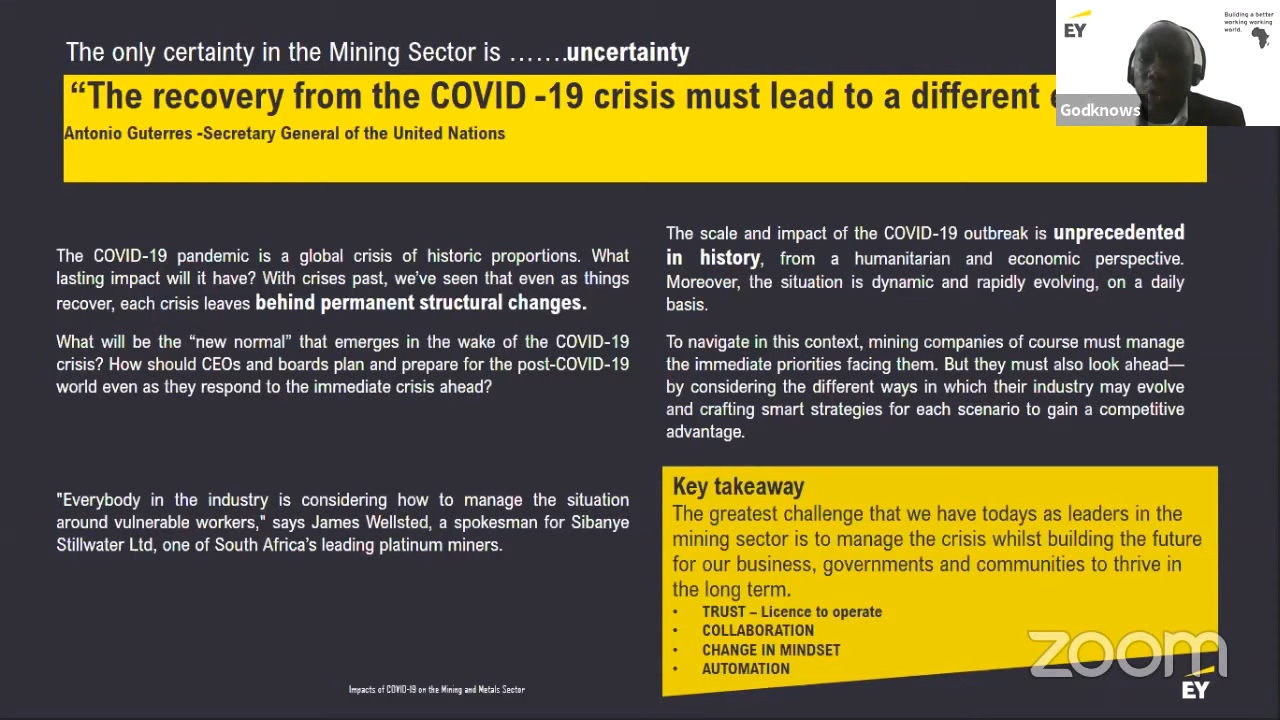 The only certainty in the Mining Sector is …….uncertainty
“The recovery from the COVID -19 crisis must lead to a different
Antonio Guterres -Secretary General of the United Nations
EY
Building a better
working working
world.
Godknows
The COVID-19 pandemic is a global crisis of historic proportions. What
lasting impact will it have? With crises past, we’ve seen that even as things
recover, each crisis leaves behind permanent structural changes.
What will be the “new normal” that emerges in the wake of the COVID-19
crisis? How should CEOs and boards plan and prepare for the post-COVID-19
world even as they respond to the immediate crisis ahead?
"Everybody in the industry is considering how to manage the situation
around vulnerable workers," says James Wellsted, a spokesman for Sibanye
Stillwater Ltd, one of South Africa’s leading platinum miners.
The scale and impact of the COVID-19 outbreak is unprecedented
in history, from a humanitarian and economic perspective.
Moreover, the situation is dynamic and rapidly evolving, on a daily
basis.
To navigate in this context, mining companies of course must manage
the immediate priorities facing them. But they must also look ahead—
by considering the different ways in which their industry may evolve
and crafting smart strategies for each scenario to gain a competitive
advantage.
Key takeaway
The greatest challenge that we have todays as leaders in the
mining sector is to manage the crisis whilst building the future
for our business, governments and communities to thrive in
the long term.
• TRUST – Licence to operate
• COLLABORATION
• CHANGE IN MINDSET
• AUTOMATION
zoom
Impacts of COVID-19 on the Mining and Metals Sector
EY